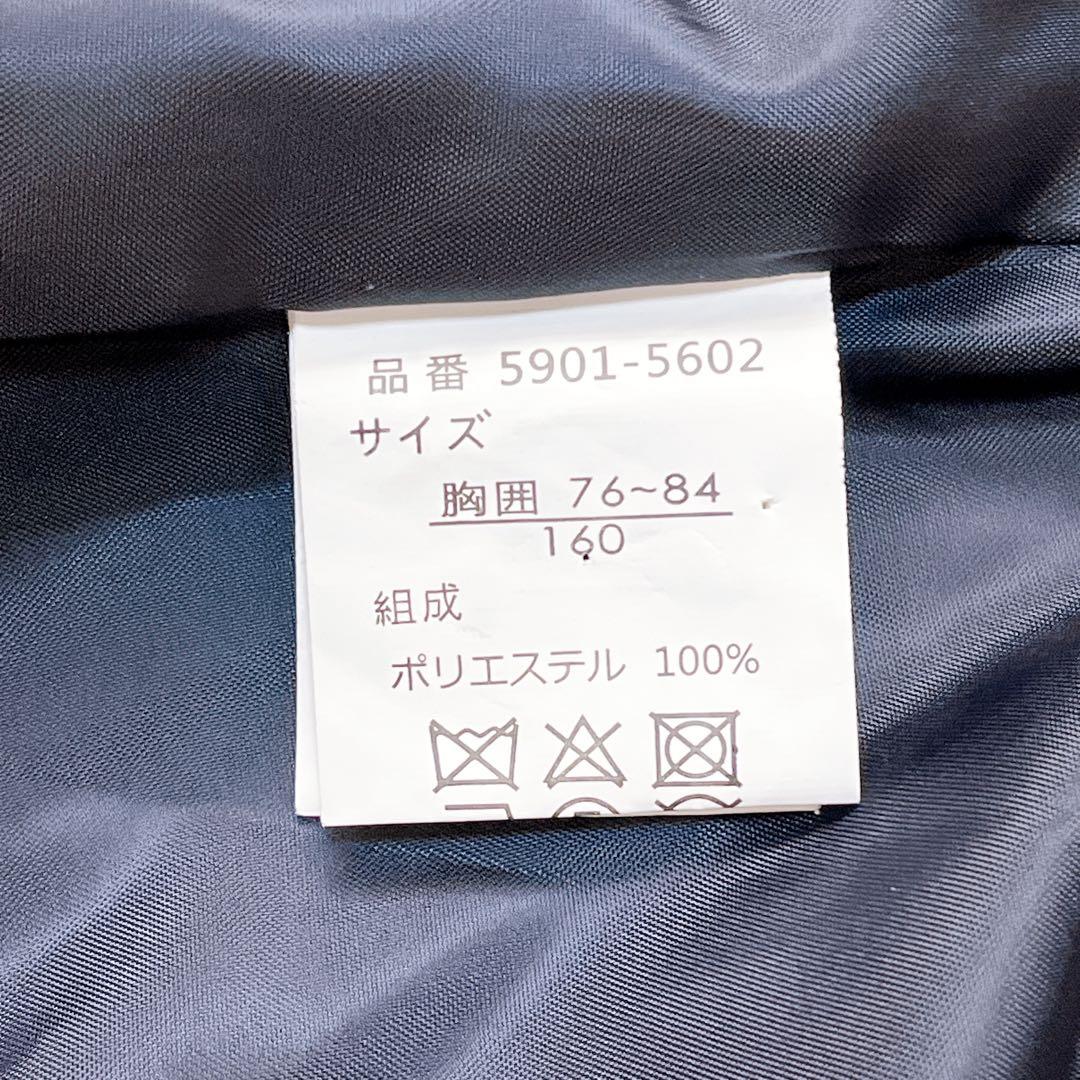 品番 5901-5602
サイズ
胸囲 76~84
160
組成
ポリエステル 100%